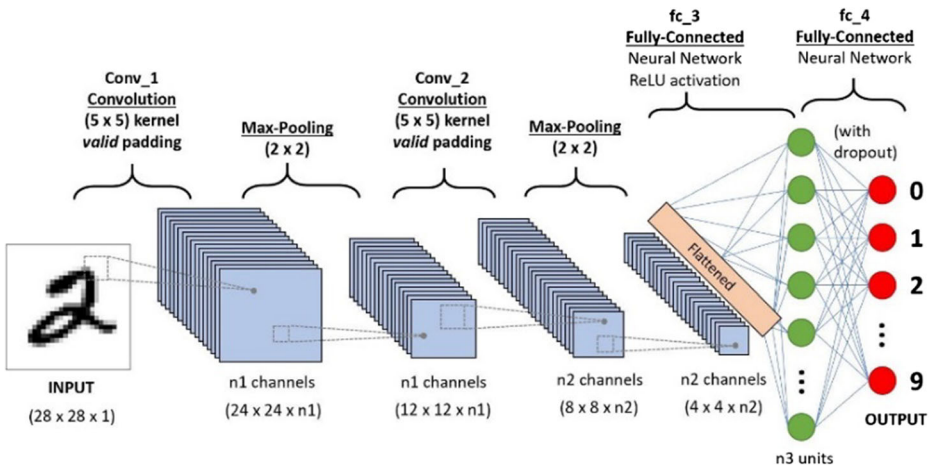 Conv_1
Convolution
(5 x 5) kernel
valid padding
Max-Pooling
(2 x 2)
Conv_2
Convolution
(5 x 5) kernel
valid padding
Max-Pooling
(2 x 2)
fc_3
Fully-Connected
Neural Network
ReLU activation
fc_4
Fully-Connected
Neural Network
(with
dropout)
Flattened
0
1
2
9
OUTPUT
2
INPUT
(28 x 28 x 1)
n1 channels
(24 x 24 x n1)
n1 channels
(12 x 12 x n1)
n2 channels
(8 x 8 x n2)
n2 channels
(4 x 4 x n2)
n3 units